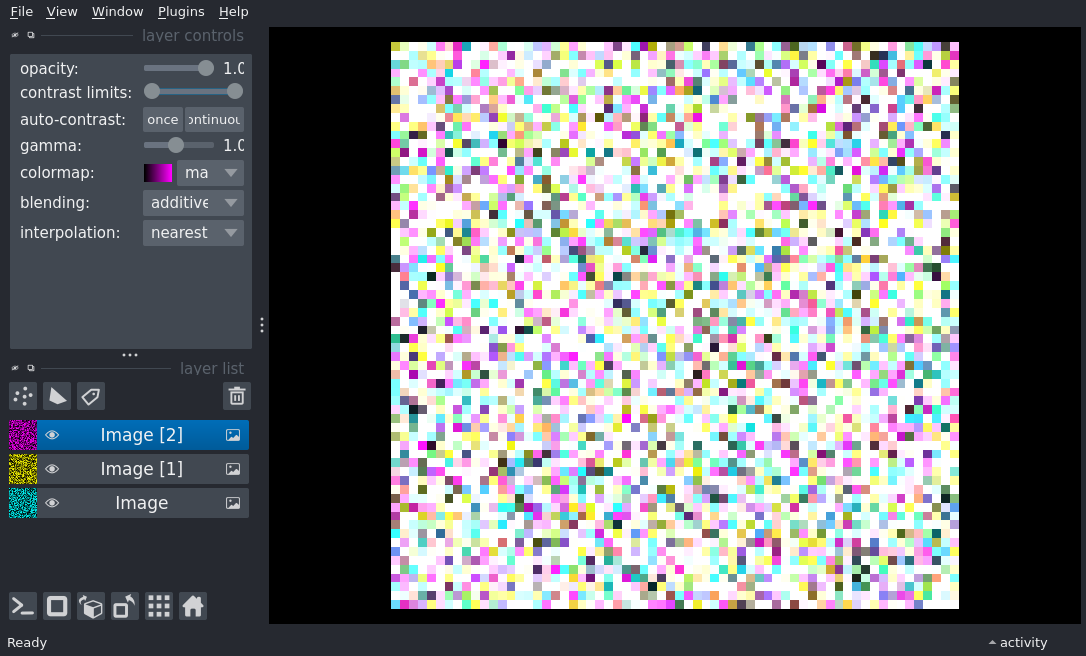 File View Window Plugins Help
layer controls
opacity: 1.0
contrast limits:
auto-contrast: once ontinuou
gamma: 1.0
colormap: ma
blending: additive
interpolation: nearest
layer list
Image [2]
Image [1]
Image
Ready activity